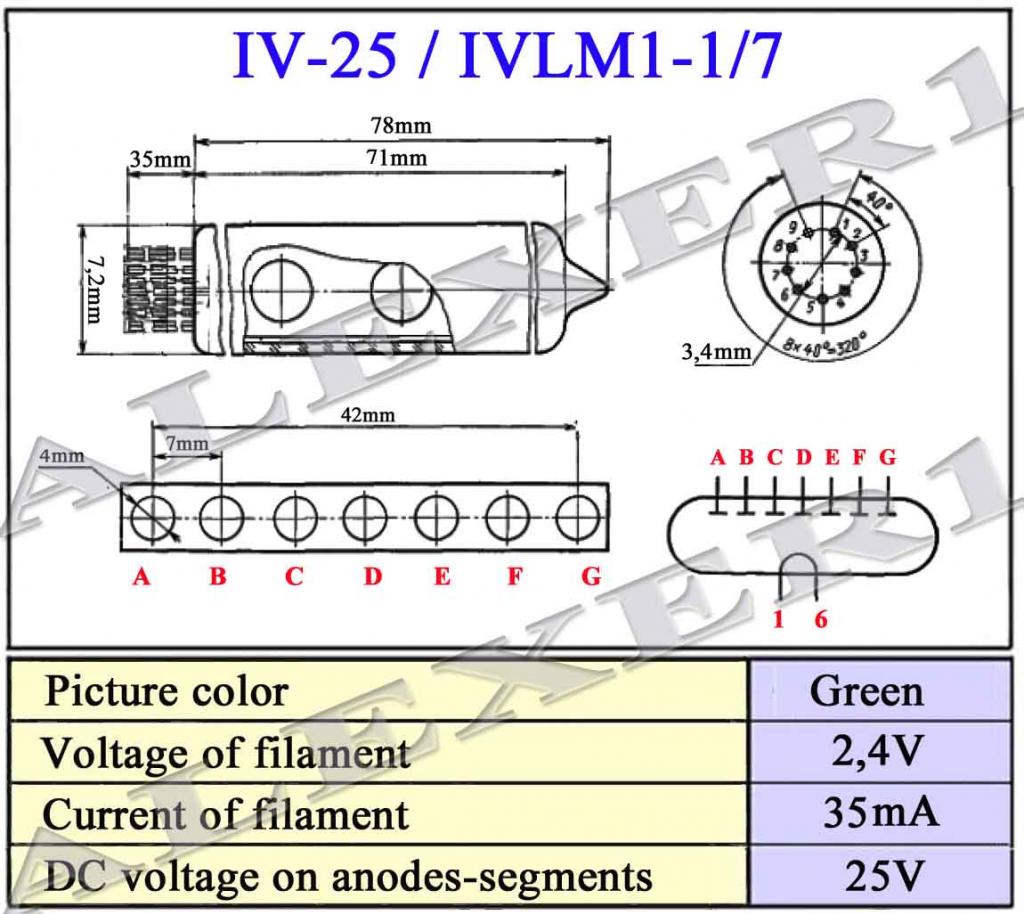 IV-25 / IVLM1-1/7
78mm
35mm
71mm
7,2mm
40°
9
1
2
8
3
7
6
5
4
3,4mm
8×40°=320°
42mm
7mm
4mm
A B C D E F G
A B C D E F G
1 6
Picture color Green
Voltage of filament 2,4V
Current of filament 35mA
DC voltage on anodes-segments 25V
ALEXER1
ALEXER1
ALEXER1